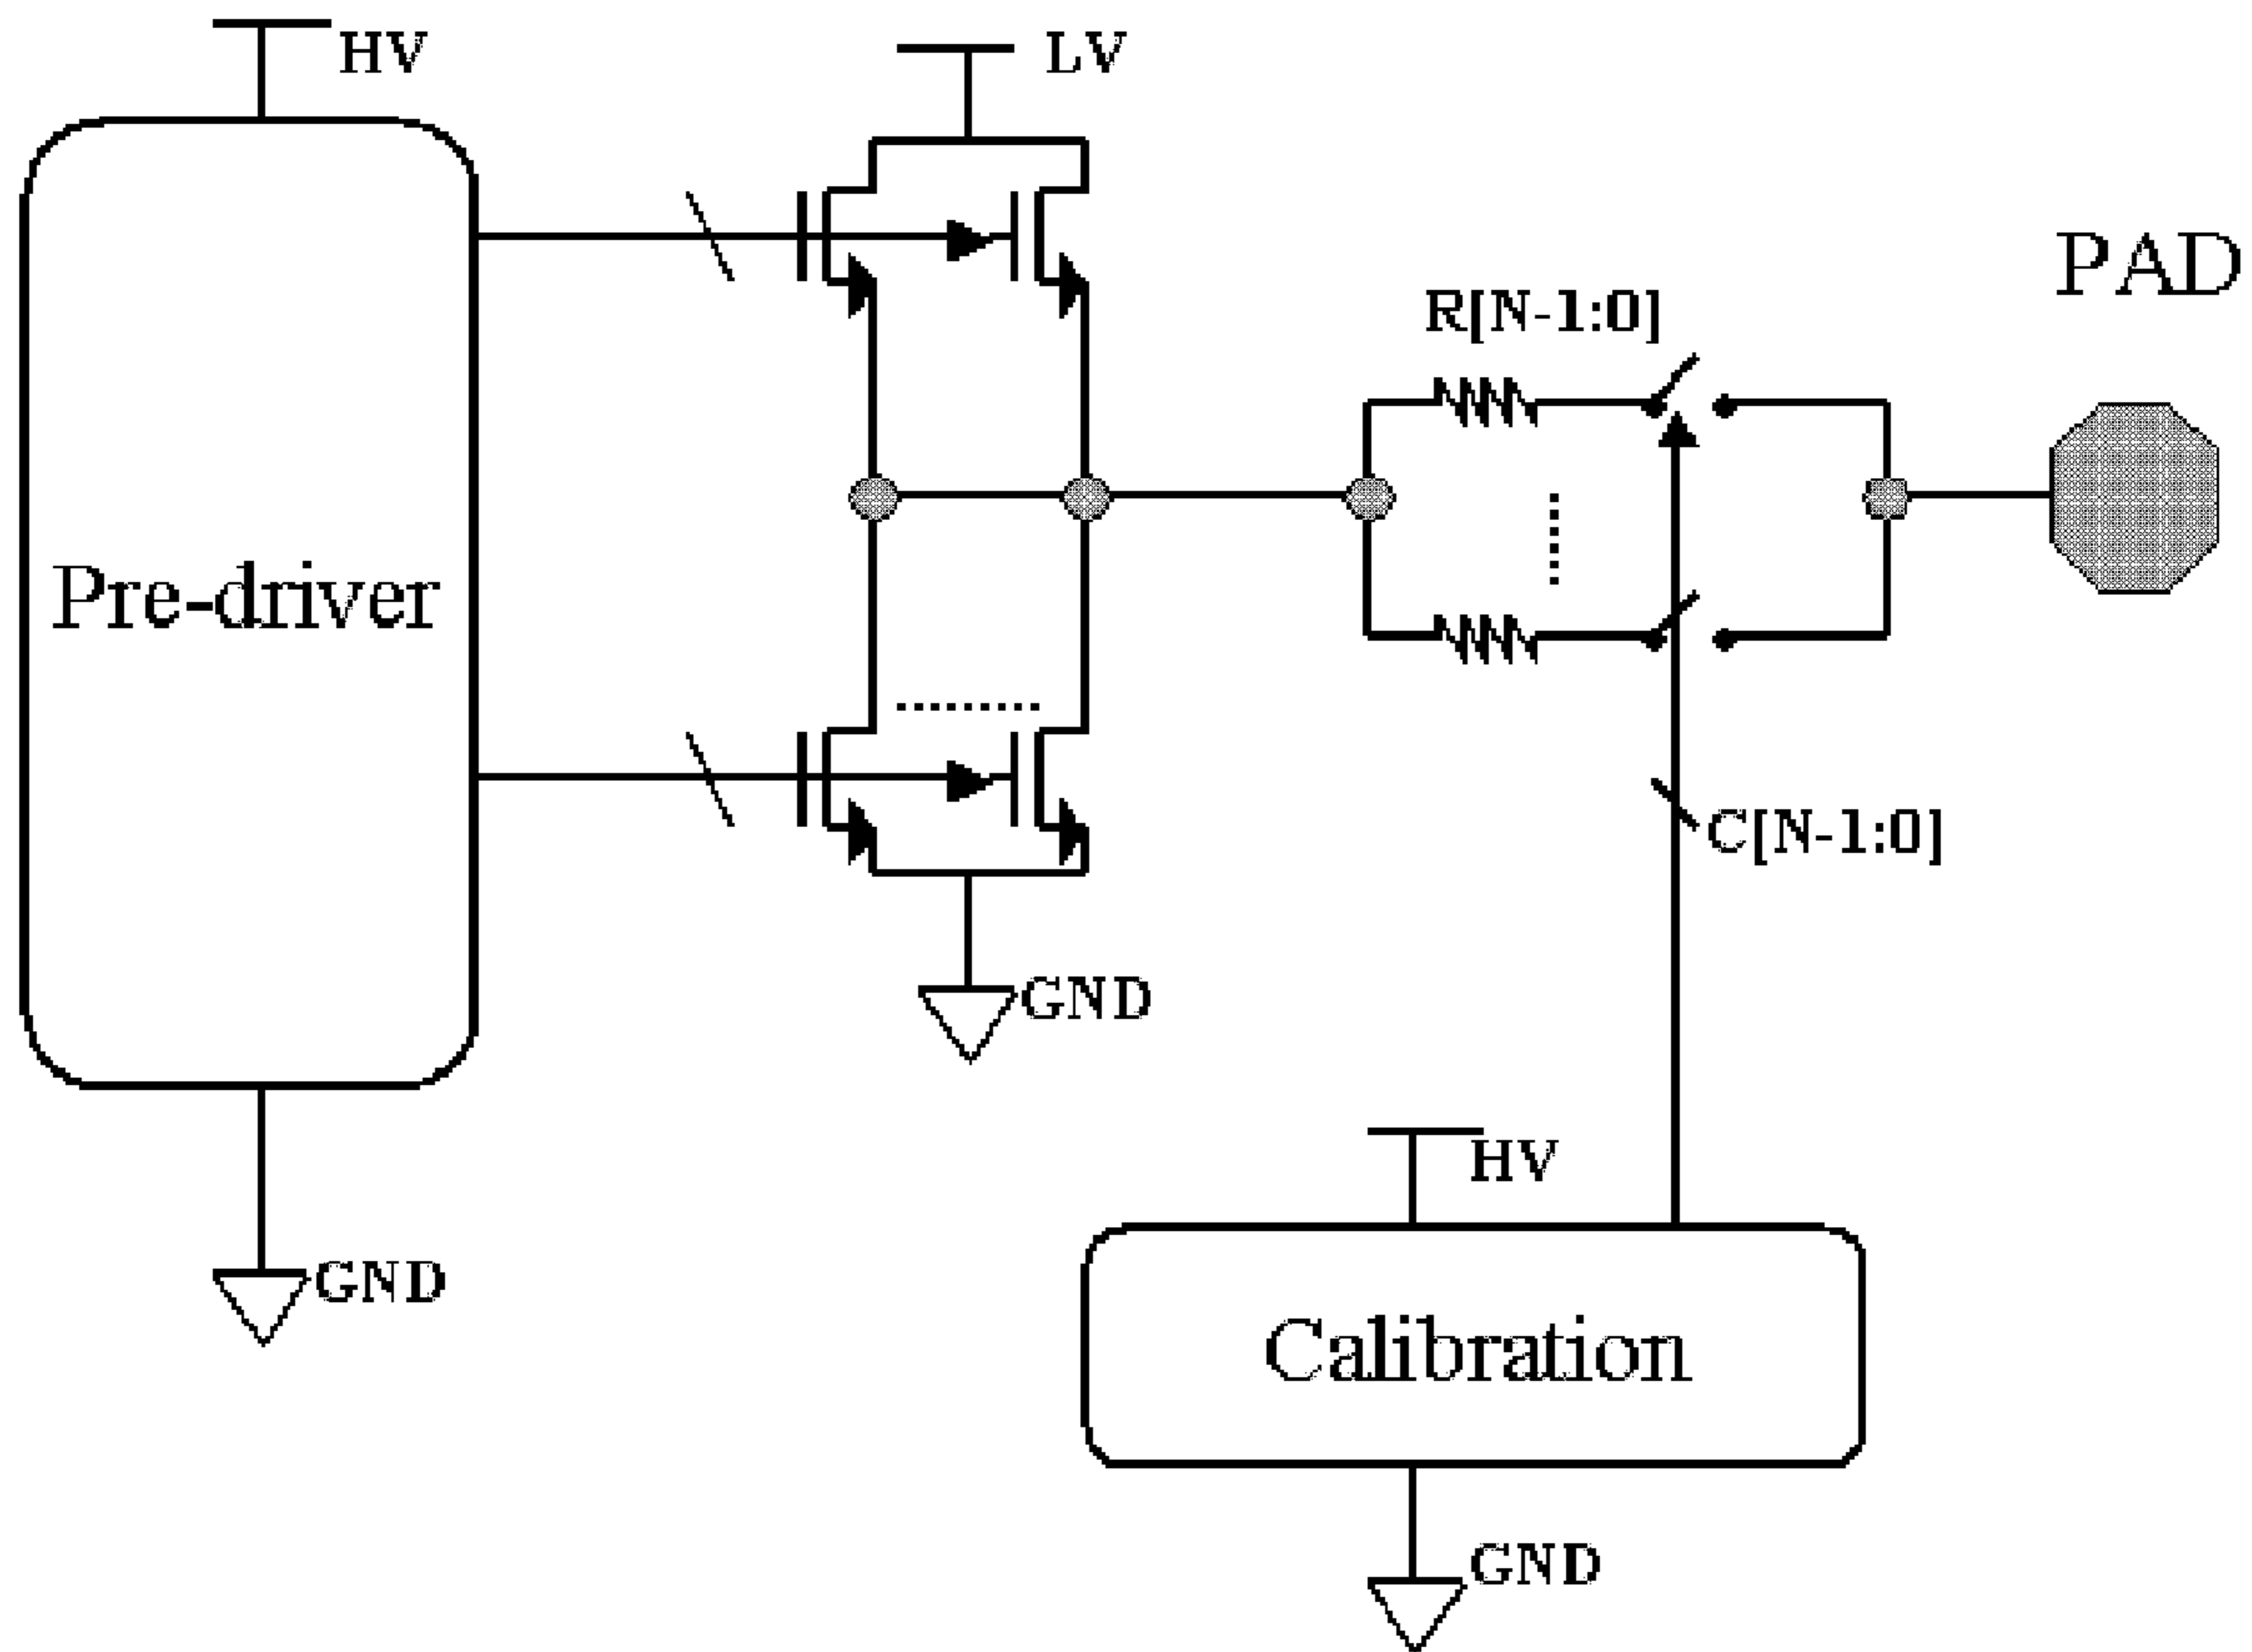 HV
LV
PAD
R[N-1:0]
Pre-driver
C[N-1:0]
GND
HV
GND
Calibration
GND